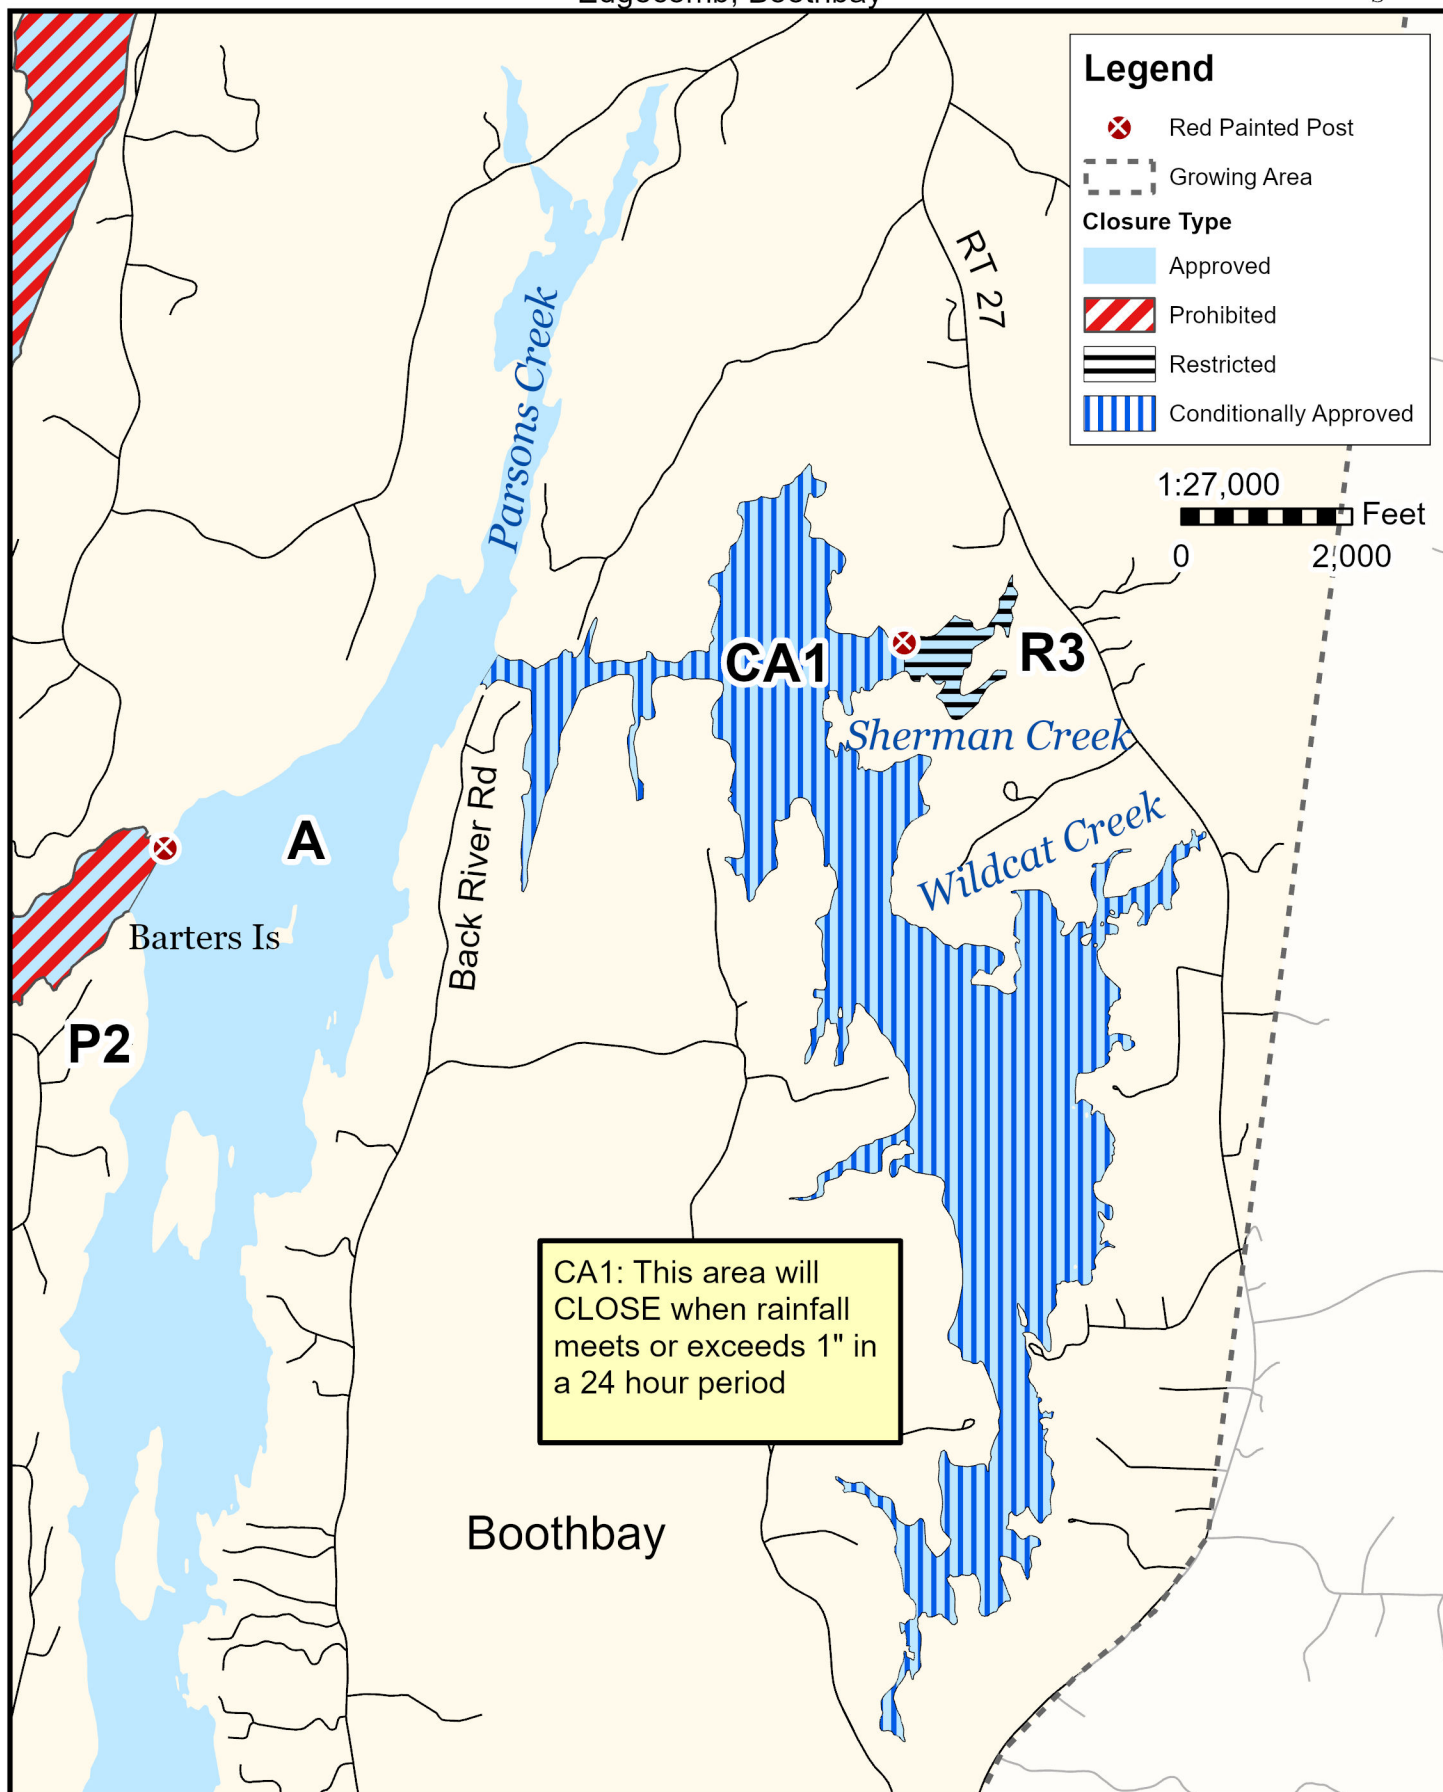 Edgecomb, Boothbay
Legend
Red Painted Post
Growing Area
Closure Type
Approved
Prohibited
Restricted
Conditionally Approved
1:27,000
Feet
0 2,000
RT 27
Parsons Creek
CA1
R3
Sherman Creek
Wildcat Creek
Back River Rd
A
Barters Is
P2
CA1: This area will
CLOSE when rainfall
meets or exceeds 1" in
a 24 hour period
Boothbay